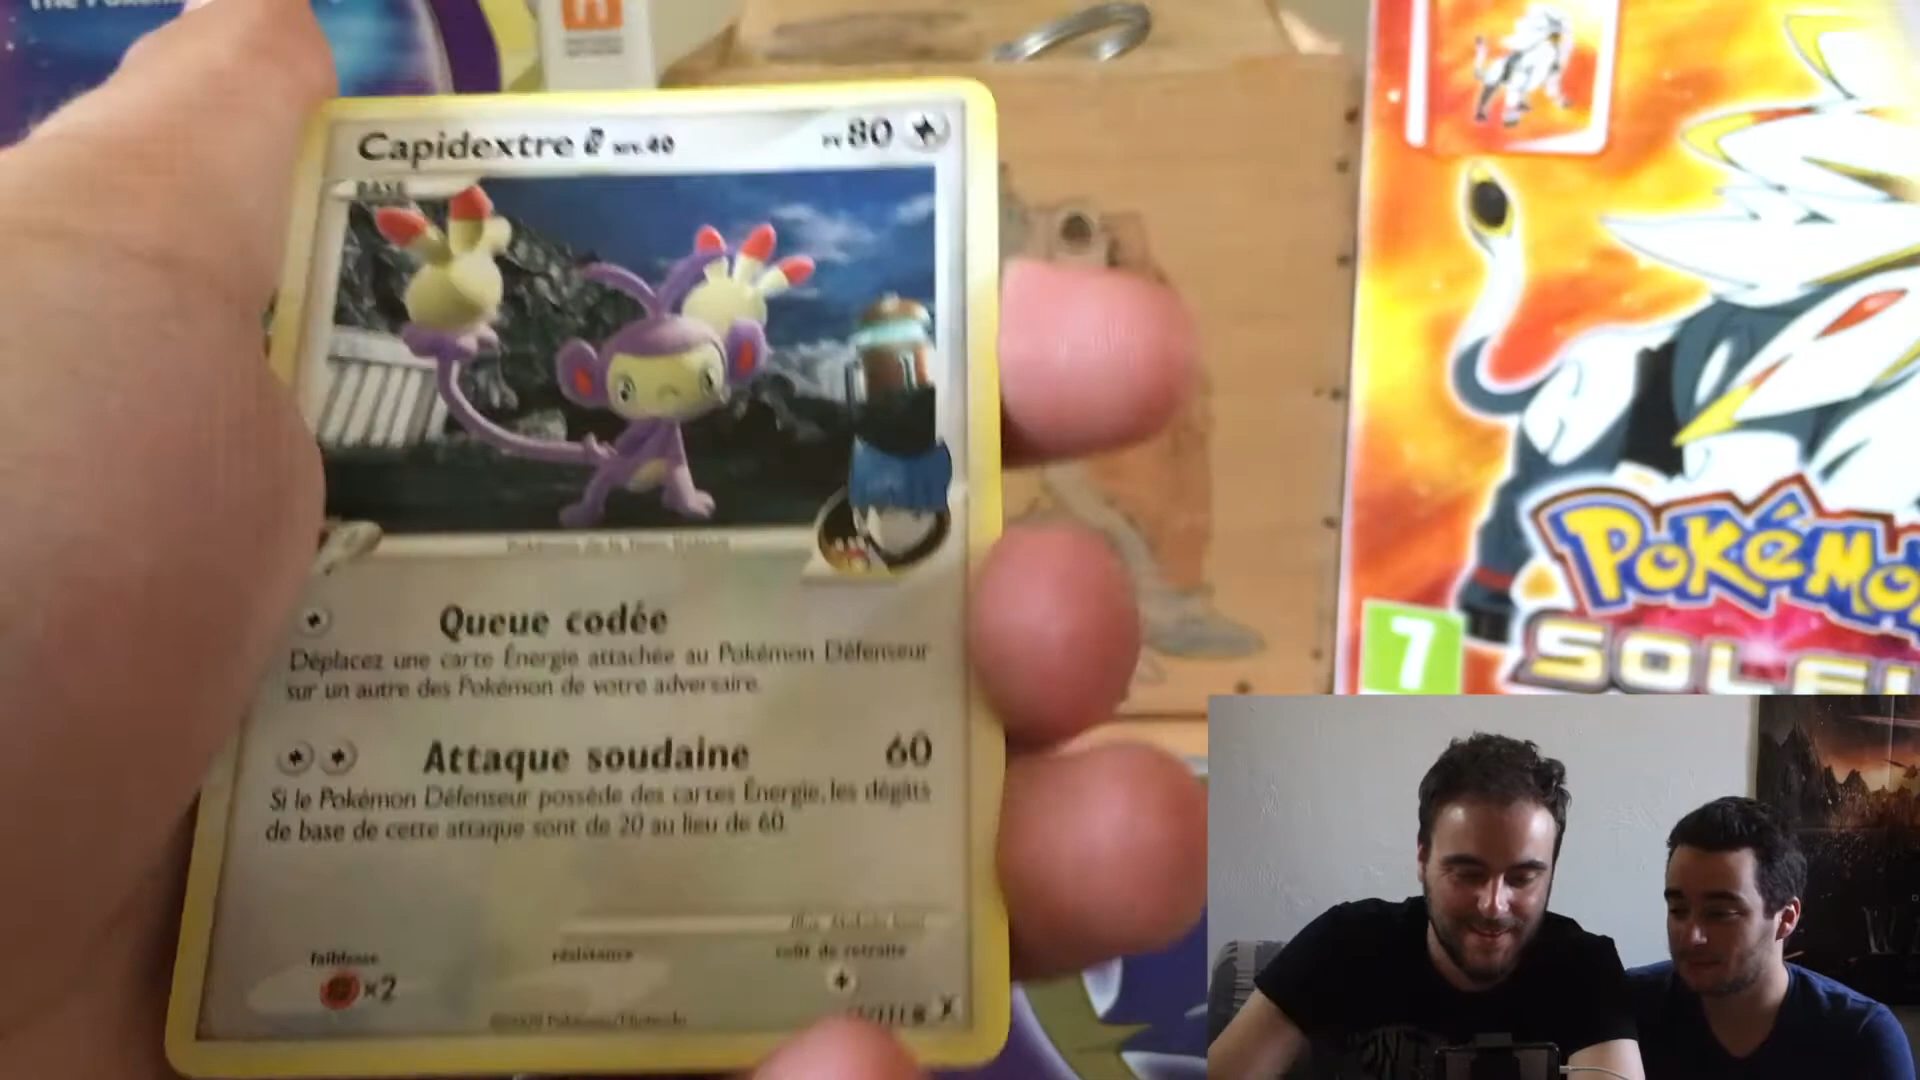 The Pokém
Capidextre G NIV.40
PV 80
BASE
Queue codée
Déplacez une carte Énergie attachée au Pokémon Défenseur
sur un autre des Pokémon de votre adversaire.
Attaque soudaine 60
Si le Pokémon Défenseur possède des cartes Énergie, les dégâts
de base de cette attaque sont de 20 au lieu de 60.
faiblesse
résistance
coût de retraite
×2
POKÉMO
SOLEI
7